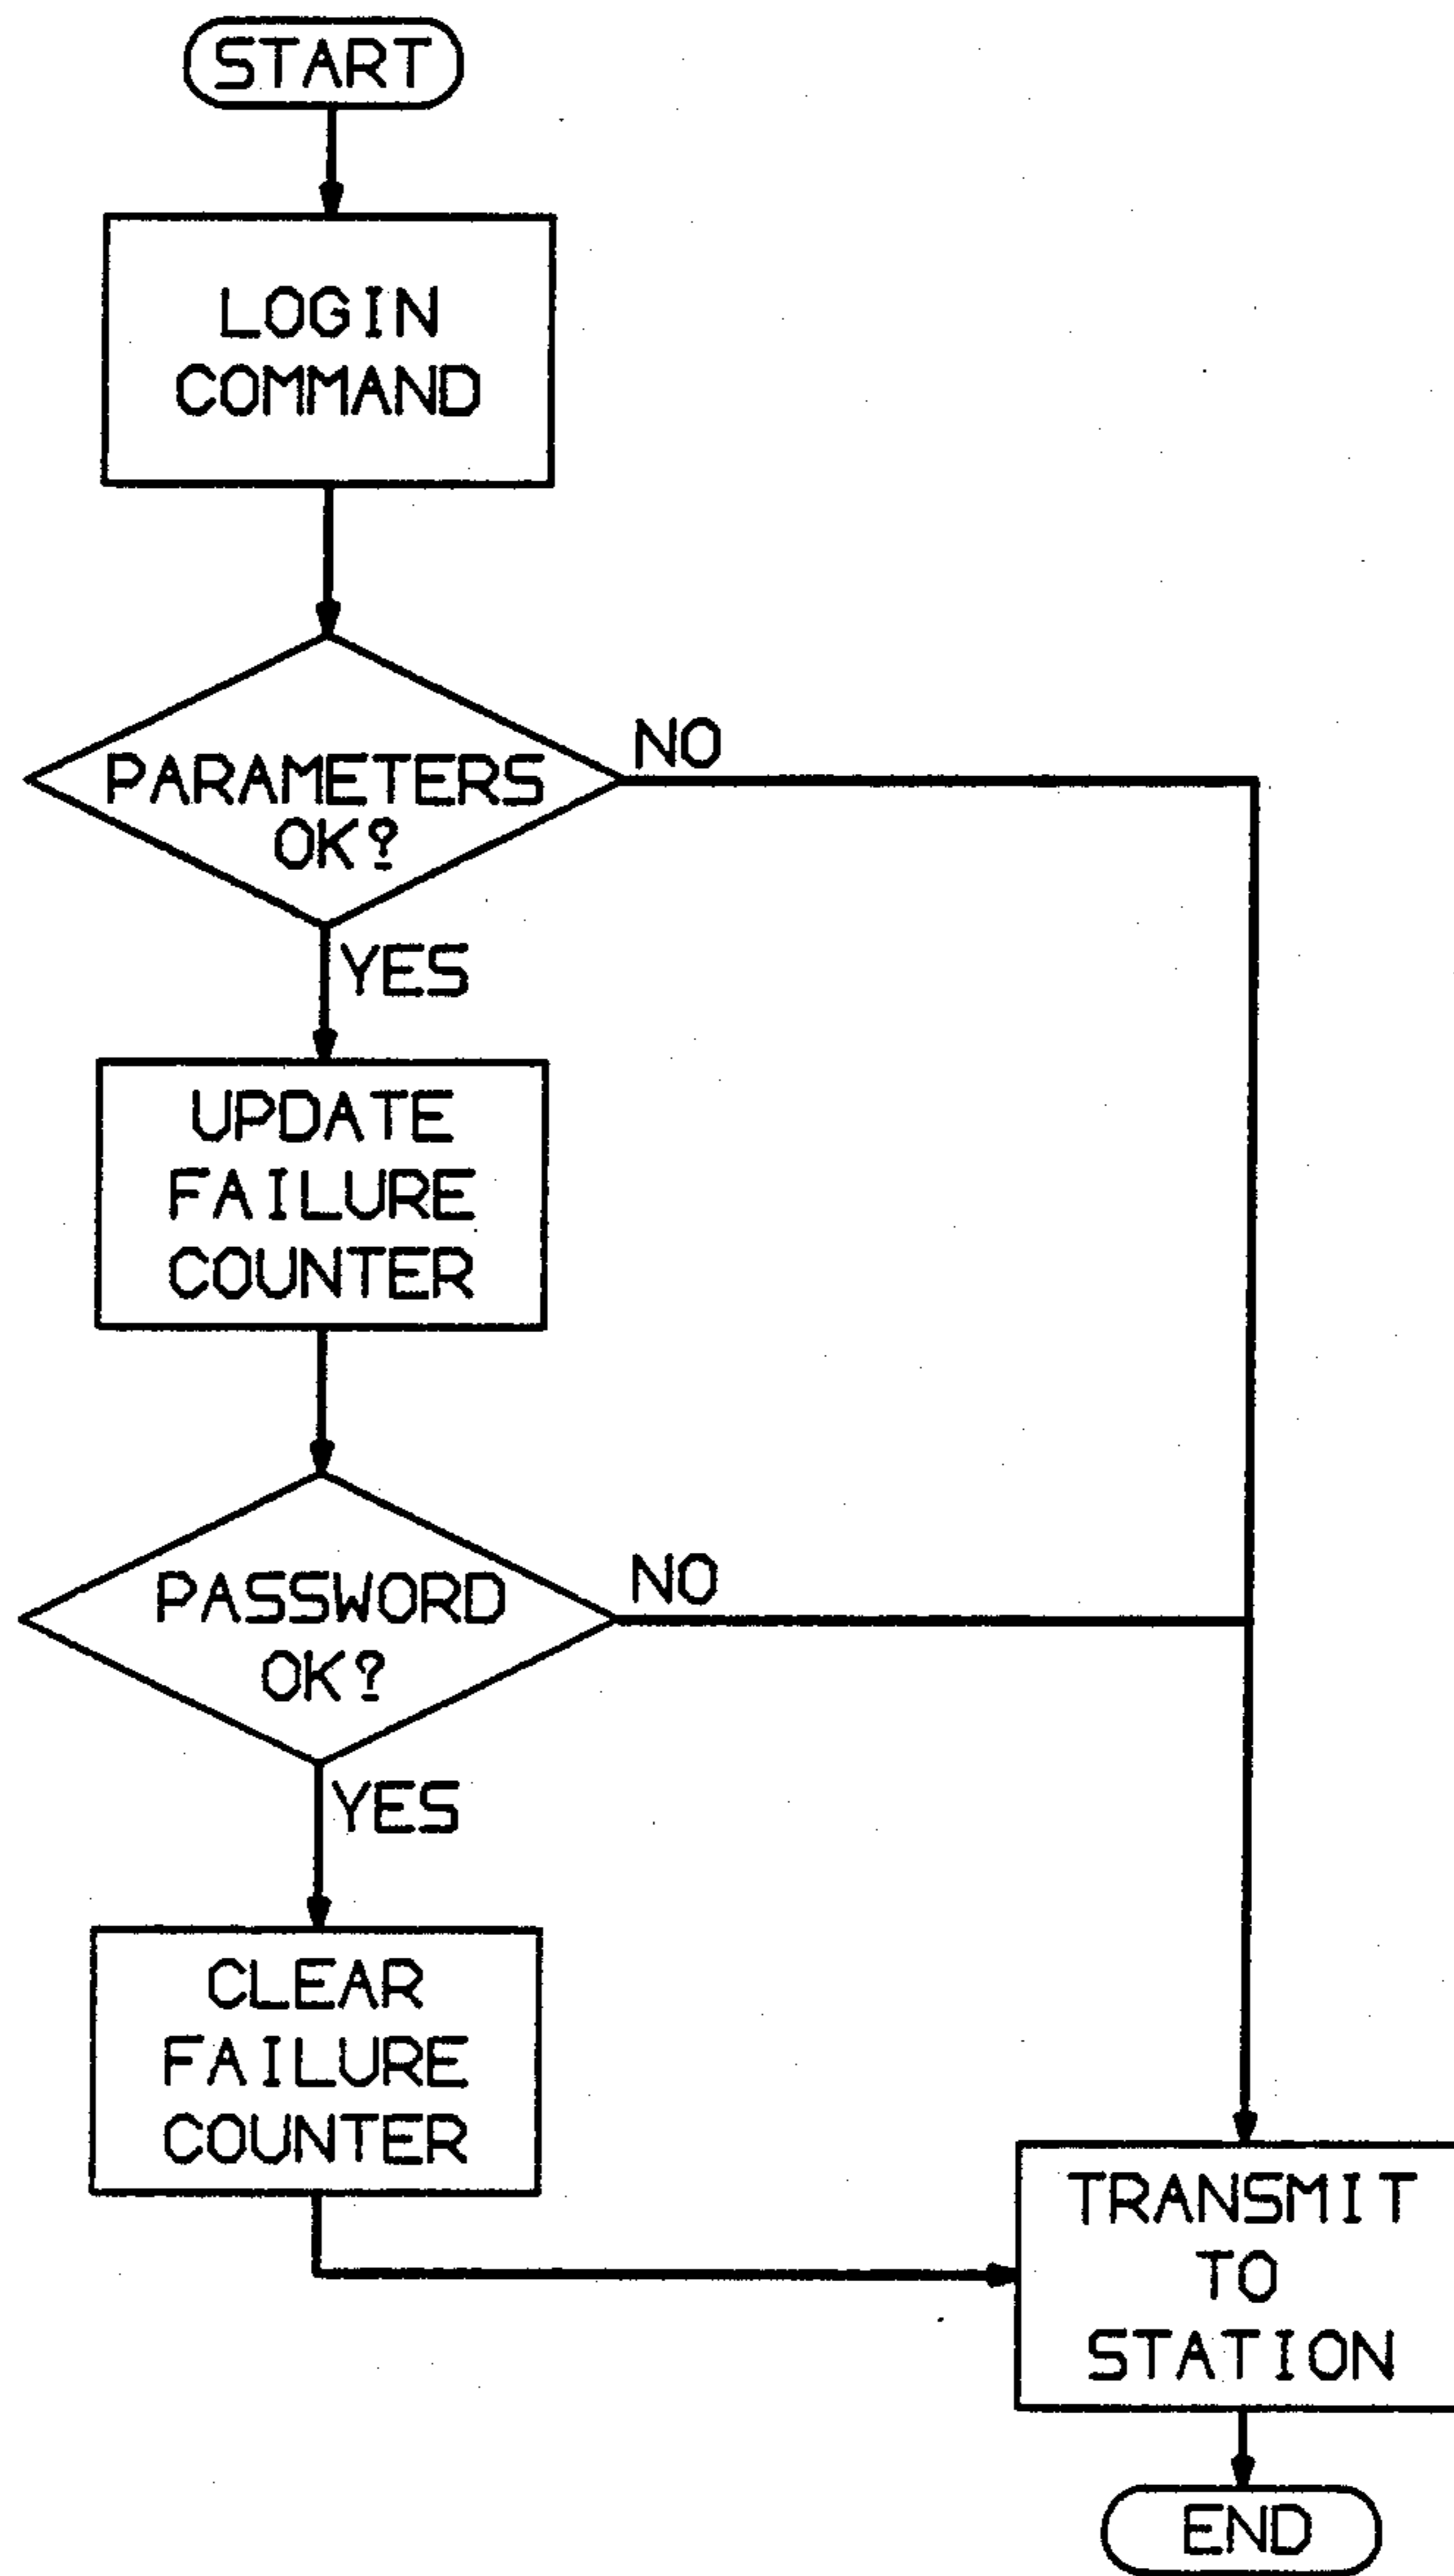 START
LOGIN
COMMAND
NO
PARAMETERS
OK?
YES
UPDATE
FAILURE
COUNTER
NO
PASSWORD
OK?
YES
CLEAR
FAILURE
COUNTER
TRANSMIT
TO
STATION
END